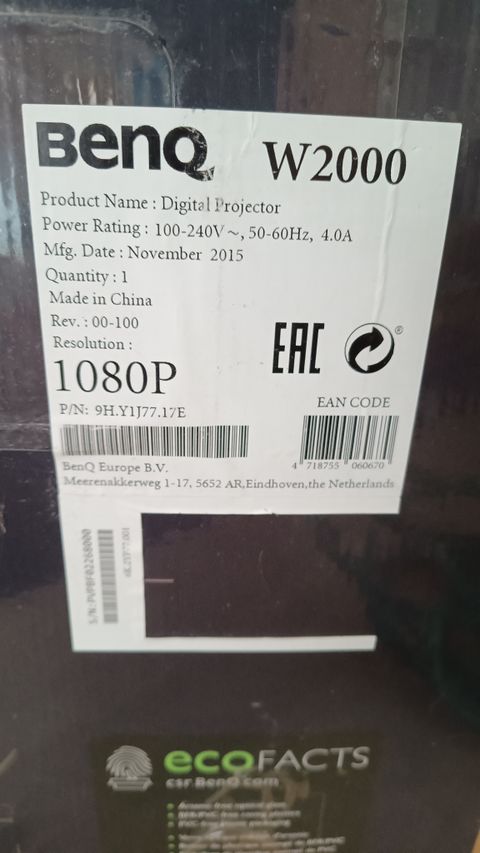 BenQ W2000
Product Name : Digital Projector
Power Rating : 100-240V~, 50-60Hz, 4.0A
Mfg. Date : November 2015
Quantity : 1
Made in China
Rev. : 00-100
Resolution :
1080P
EAC ®
P/N: 9H.Y1J77.17E
EAN CODE
4 718755 060670
BenQ Europe B.V.
Meerenakkerweg 1-17, 5652 AR,Eindhoven,the Netherlands
ecoFACTS
csr.BenQ.com